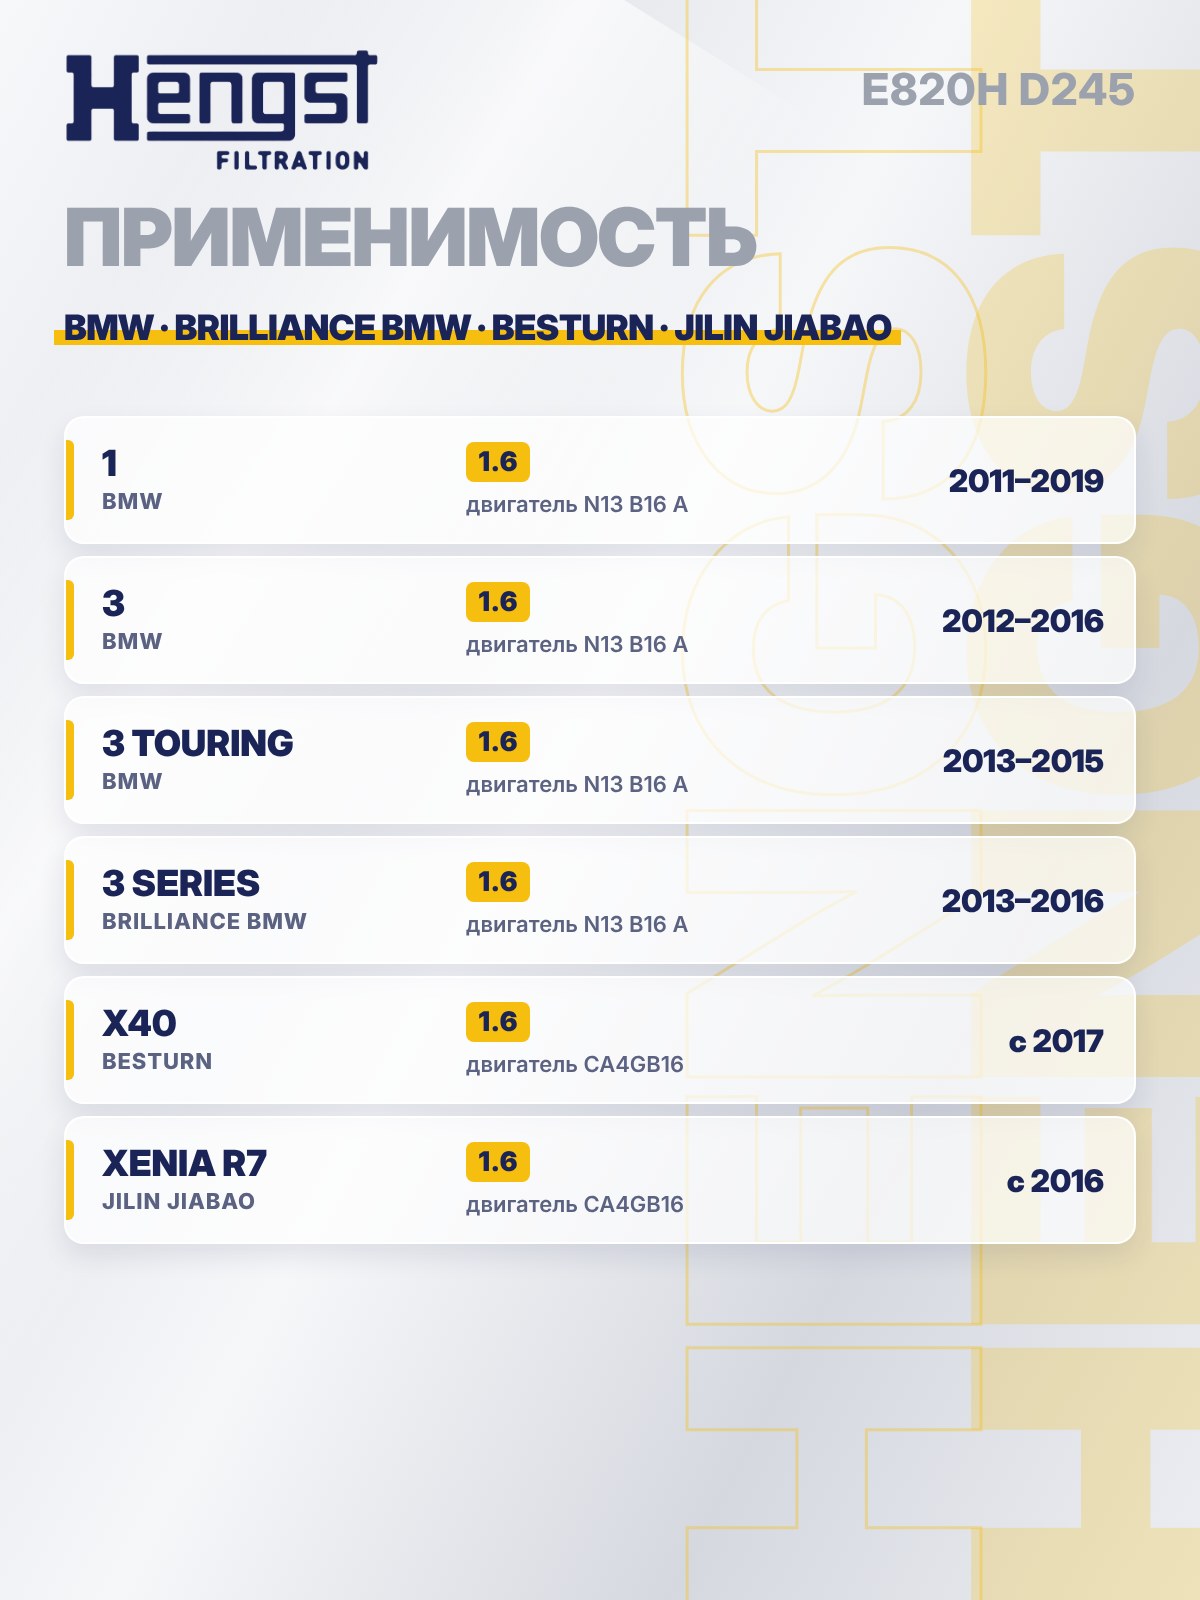 Hengst
FILTRATION
E820H D245
ПРИМЕНИМОСТЬ
BMW · BRILLIANCE BMW · BESTURN · JILIN JIABAO
1
BMW
1.6
двигатель N13 B16 A
2011–2019
3
BMW
1.6
двигатель N13 B16 A
2012–2016
3 TOURING
BMW
1.6
двигатель N13 B16 A
2013–2015
3 SERIES
BRILLIANCE BMW
1.6
двигатель N13 B16 A
2013–2016
X40
BESTURN
1.6
двигатель CA4GB16
с 2017
XENIA R7
JILIN JIABAO
1.6
двигатель CA4GB16
с 2016
HENGST
HENGST